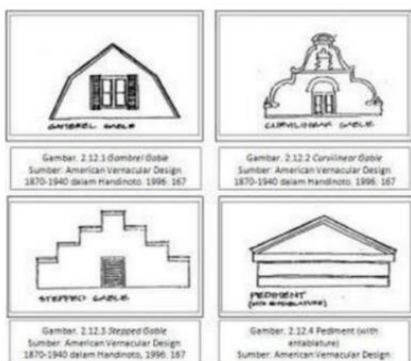 GAMBREL GABLE
CURVILINEAR GABLE
Gambar. 2.12.1 Gambrel Gable
Sumber: American Vernacular Design
1870-1940 dalam Handinoto. 1996. 167
Gambar. 2.12.2 Curvilinear Gable
Sumber: American Vernacular Design
1870-1940 dalam Handinoto. 1996. 167
STEPPED GABLE
PEDIMENT
(WITH ENTABLATURE)
Gambar. 2.12.3 Stepped Gable
Sumber: American Vernacular Design
1870-1940 dalam Handinoto, 1996. 167
Gambar. 2.12.4 Pediment (with
entablature)
Sumber: American Vernacular Design